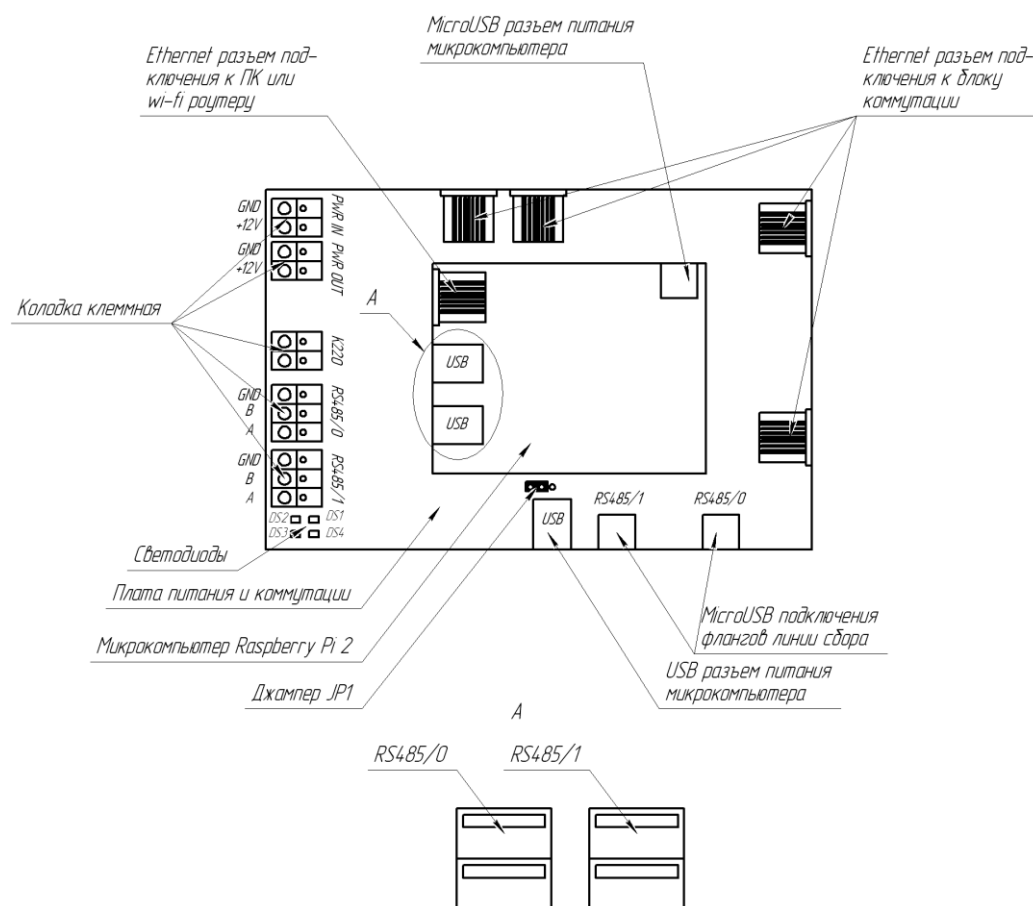 MicroUSB разъем питания
микрокомпьютера
Ethernet разъем под-
ключения к ПК или
wi-fi роутеру
Ethernet разъем под-
ключения к блоку
коммутации
GND
+12V
PWR IN
GND
+12V
PWR OUT
Колодка клеммная
K220
A
USB
USB
GND
B
A
RS485/0
GND
B
A
RS485/1
DS2
DS1
DS3
DS4
USB
RS485/1
RS485/0
Светодиоды
Плата питания и коммутации
Микрокомпьютер Raspberry Pi 2
Джампер JP1
MicroUSB подключения
флангов линии сбора
USB разъем питания
микрокомпьютера
A
RS485/0
RS485/1